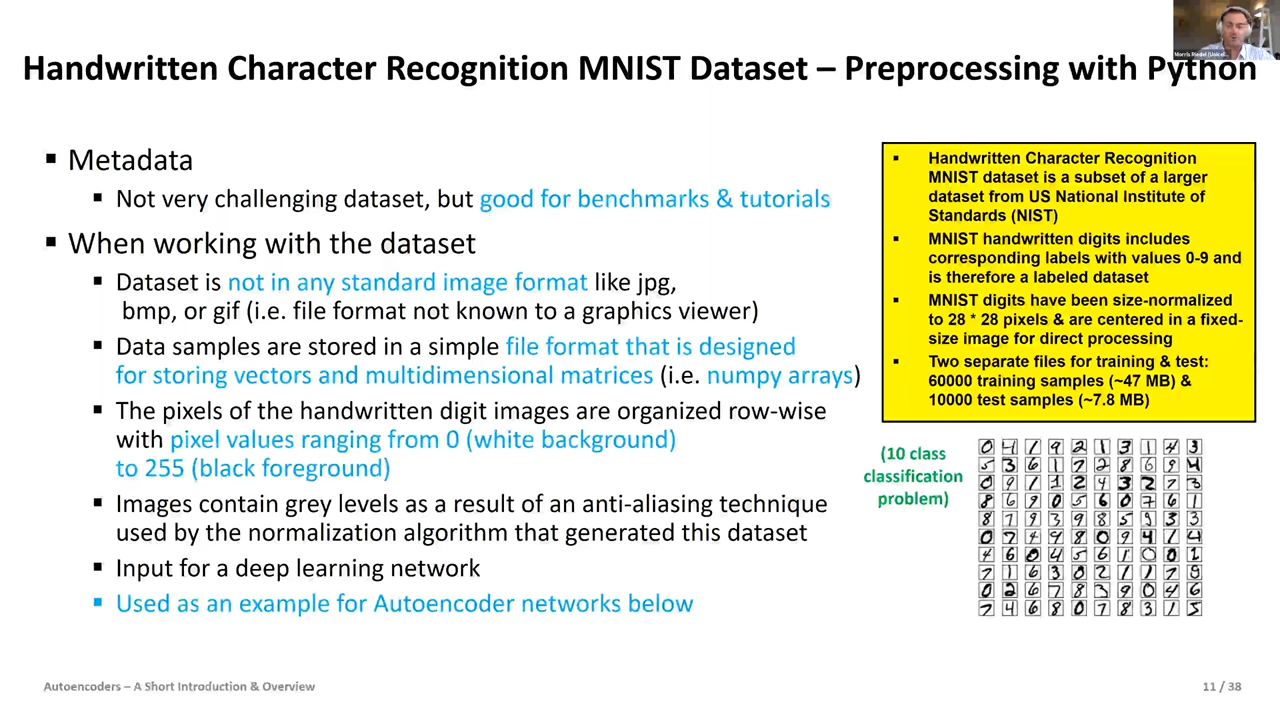 Handwritten Character Recognition MNIST Dataset – Preprocessing with Python
▪ Metadata
▪ Not very challenging dataset, but good for benchmarks & tutorials
▪ When working with the dataset
▪ Dataset is not in any standard image format like jpg,
bmp, or gif (i.e. file format not known to a graphics viewer)
▪ Data samples are stored in a simple file format that is designed
for storing vectors and multidimensional matrices (i.e. numpy arrays)
▪ The pixels of the handwritten digit images are organized row-wise
with pixel values ranging from 0 (white background)
to 255 (black foreground)
▪ Images contain grey levels as a result of an anti-aliasing technique
used by the normalization algorithm that generated this dataset
▪ Input for a deep learning network
▪ Used as an example for Autoencoder networks below
▪ Handwritten Character Recognition
MNIST dataset is a subset of a larger
dataset from US National Institute of
Standards (NIST)
▪ MNIST handwritten digits includes
corresponding labels with values 0-9 and
is therefore a labeled dataset
▪ MNIST digits have been size-normalized
to 28 * 28 pixels & are centered in a fixed-
size image for direct processing
▪ Two separate files for training & test:
60000 training samples (~47 MB) &
10000 test samples (~7.8 MB)
(10 class
classification
problem)
Autoencoders – A Short Introduction & Overview
11 / 38